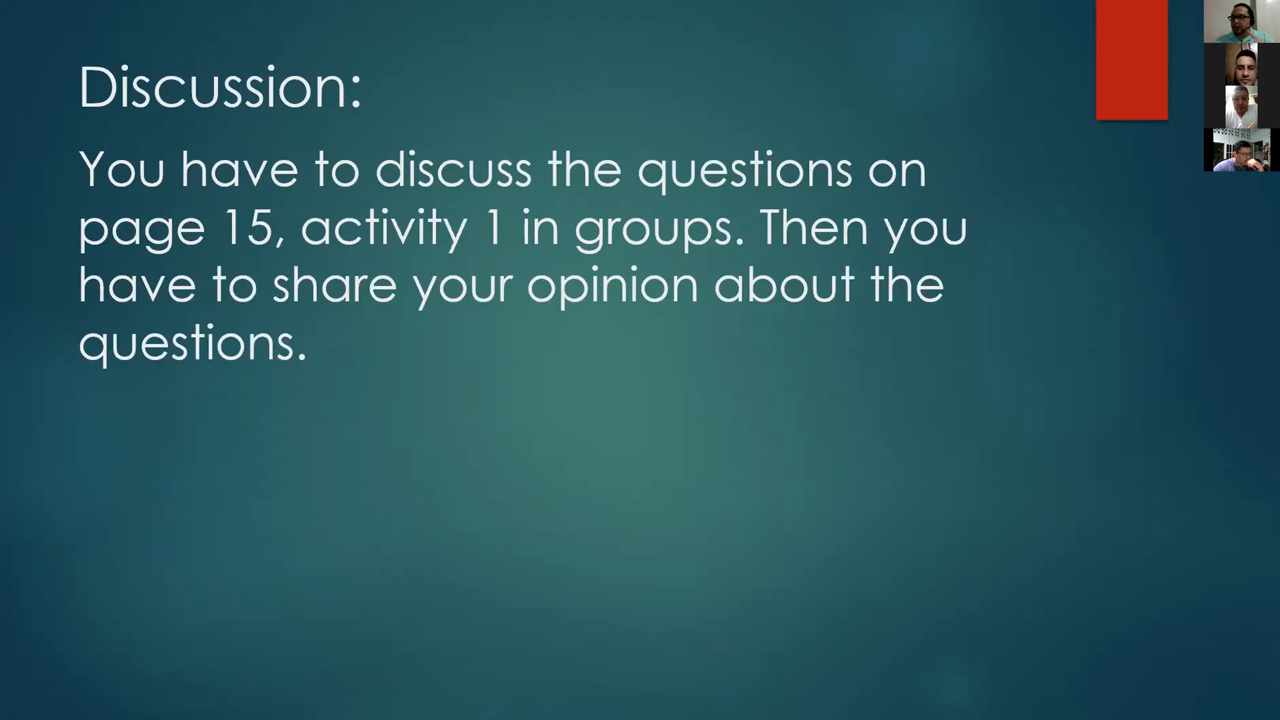 Discussion:
You have to discuss the questions on
page 15, activity 1 in groups. Then you
have to share your opinion about the
questions.